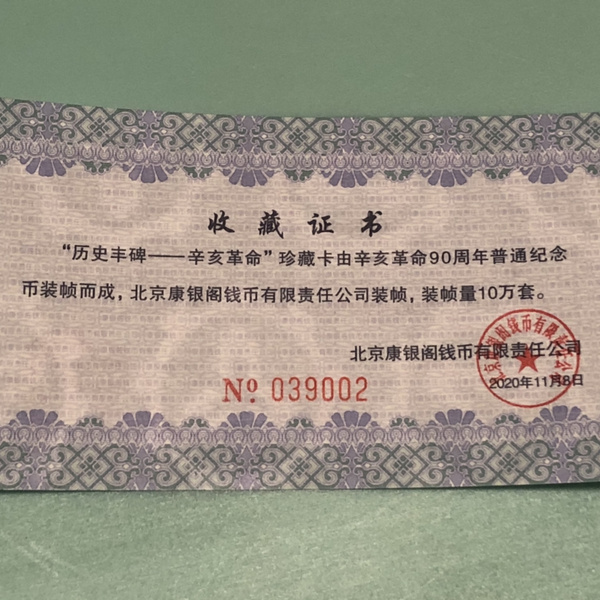 收藏证书
“历史丰碑——辛亥革命”珍藏卡由辛亥革命90周年普通纪念
币装帧而成，北京康银阁钱币有限责任公司装帧，装帧量10万套。
北京康银阁钱币有限责任公司
2020年11月8日
№ 039002